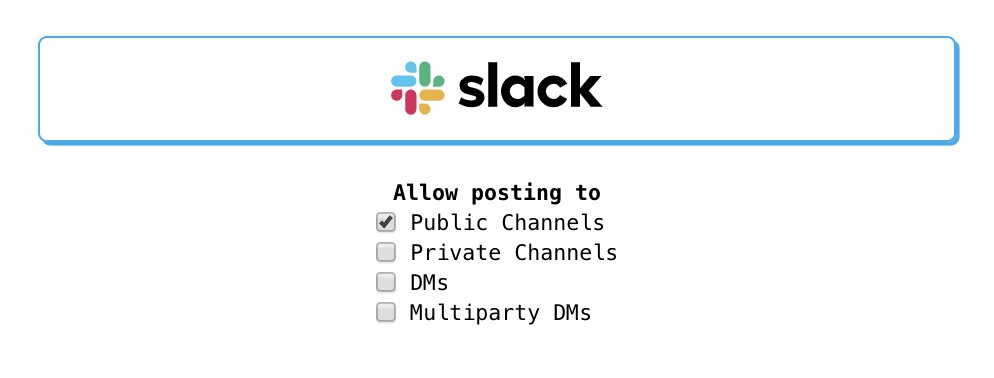 slack
Allow posting to
Public Channels
Private Channels
DMs
Multiparty DMs